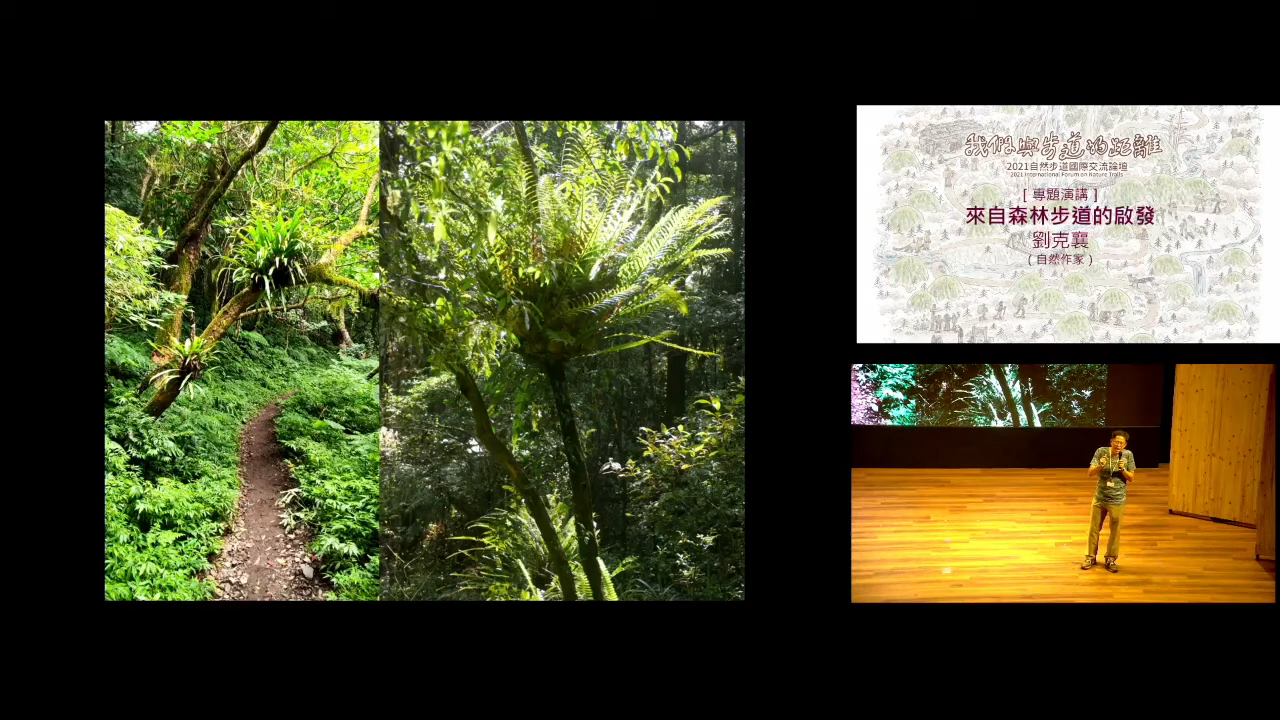 我們與步道的距離
2021自然步道國際交流論壇
2021 International Forum on Nature Trails
[ 專題演講 ]
來自森林步道的啟發
劉克襄
( 自然作家 )